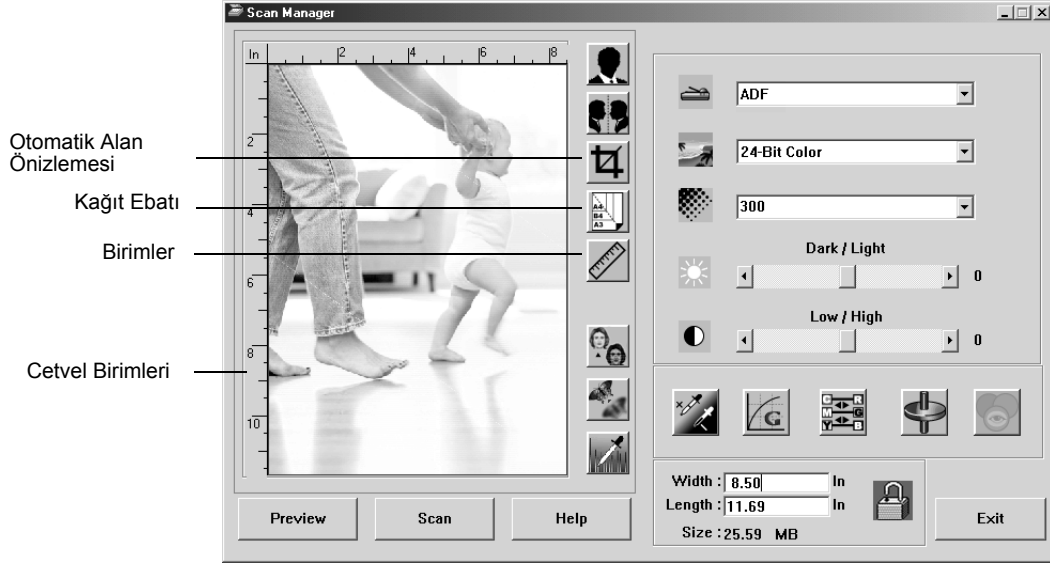 Scan Manager
In 2 4 6 8
2
4
6
8
10
Otomatik Alan
Önizlemesi
Kağıt Ebatı
Birimler
Cetvel Birimleri
A4
B4
A3
ADF
24-Bit Color
300
Dark / Light
0
Low / High
0
G
C R
M G
Y B
Width : 8.50 In
Length : 11.69 In
Size : 25.59 MB
Preview
Scan
Help
Exit